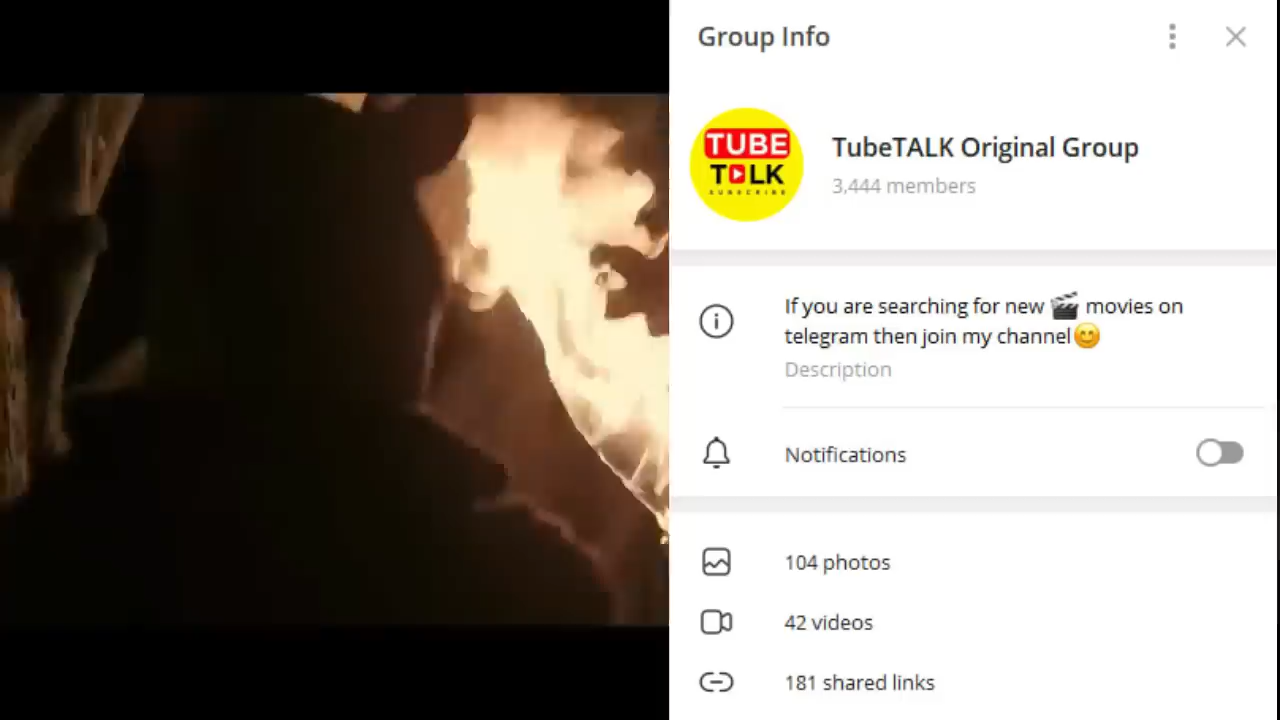 Group Info
TUBE
TALK
SUBSCRIBE
TubeTALK Original Group
3,444 members
If you are searching for new 🎬 movies on
telegram then join my channel😊
Description
Notifications
104 photos
42 videos
181 shared links